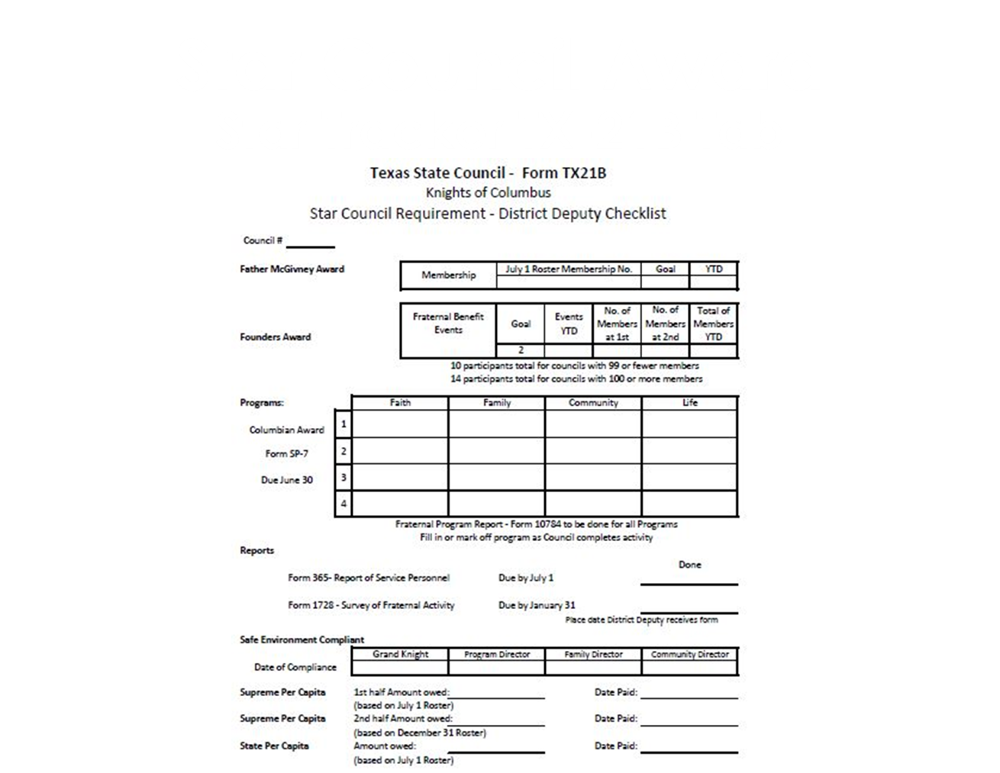 Texas State Council - Form TX21B
Knights of Columbus
Star Council Requirement - District Deputy Checklist
Council #
Father McGivney Award
Membership
July 1 Roster Membership No.
Goal
YTD
Founders Award
Fraternal Benefit
Events
Goal
Events
YTD
No. of
Members
at 1st
No. of
Members
at 2nd
Total of
Members
YTD
2
10 participants total for councils with 99 or fewer members
14 participants total for councils with 100 or more members
Programs:
Faith
Family
Community
Life
Columbian Award
Form SP-7
Due June 30
1
2
3
4
Fraternal Program Report - Form 10784 to be done for all Programs
Fill in or mark off program as Council completes activity
Reports
Done
Form 365- Report of Service Personnel
Due by July 1
Form 1728 - Survey of Fraternal Activity
Due by January 31
Place date District Deputy receives form
Safe Environment Compliant
Grand Knight
Program Director
Family Director
Community Director
Date of Compliance
Supreme Per Capita
1st half Amount owed:
Date Paid:
(based on July 1 Roster)
Supreme Per Capita
2nd half Amount owed:
Date Paid:
(based on December 31 Roster)
State Per Capita
Amount owed:
Date Paid:
(based on July 1 Roster)